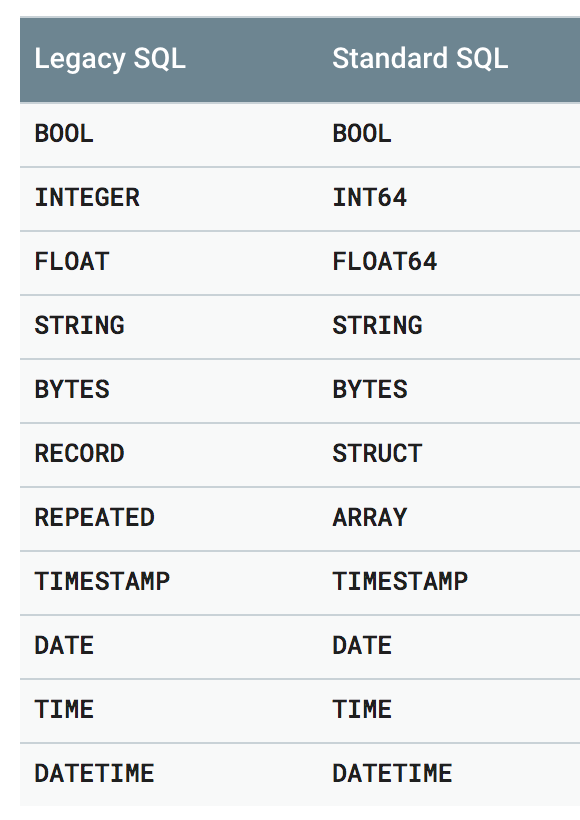 Legacy SQL Standard SQL
BOOL BOOL
INTEGER INT64
FLOAT FLOAT64
STRING STRING
BYTES BYTES
RECORD STRUCT
REPEATED ARRAY
TIMESTAMP TIMESTAMP
DATE DATE
TIME TIME
DATETIME DATETIME